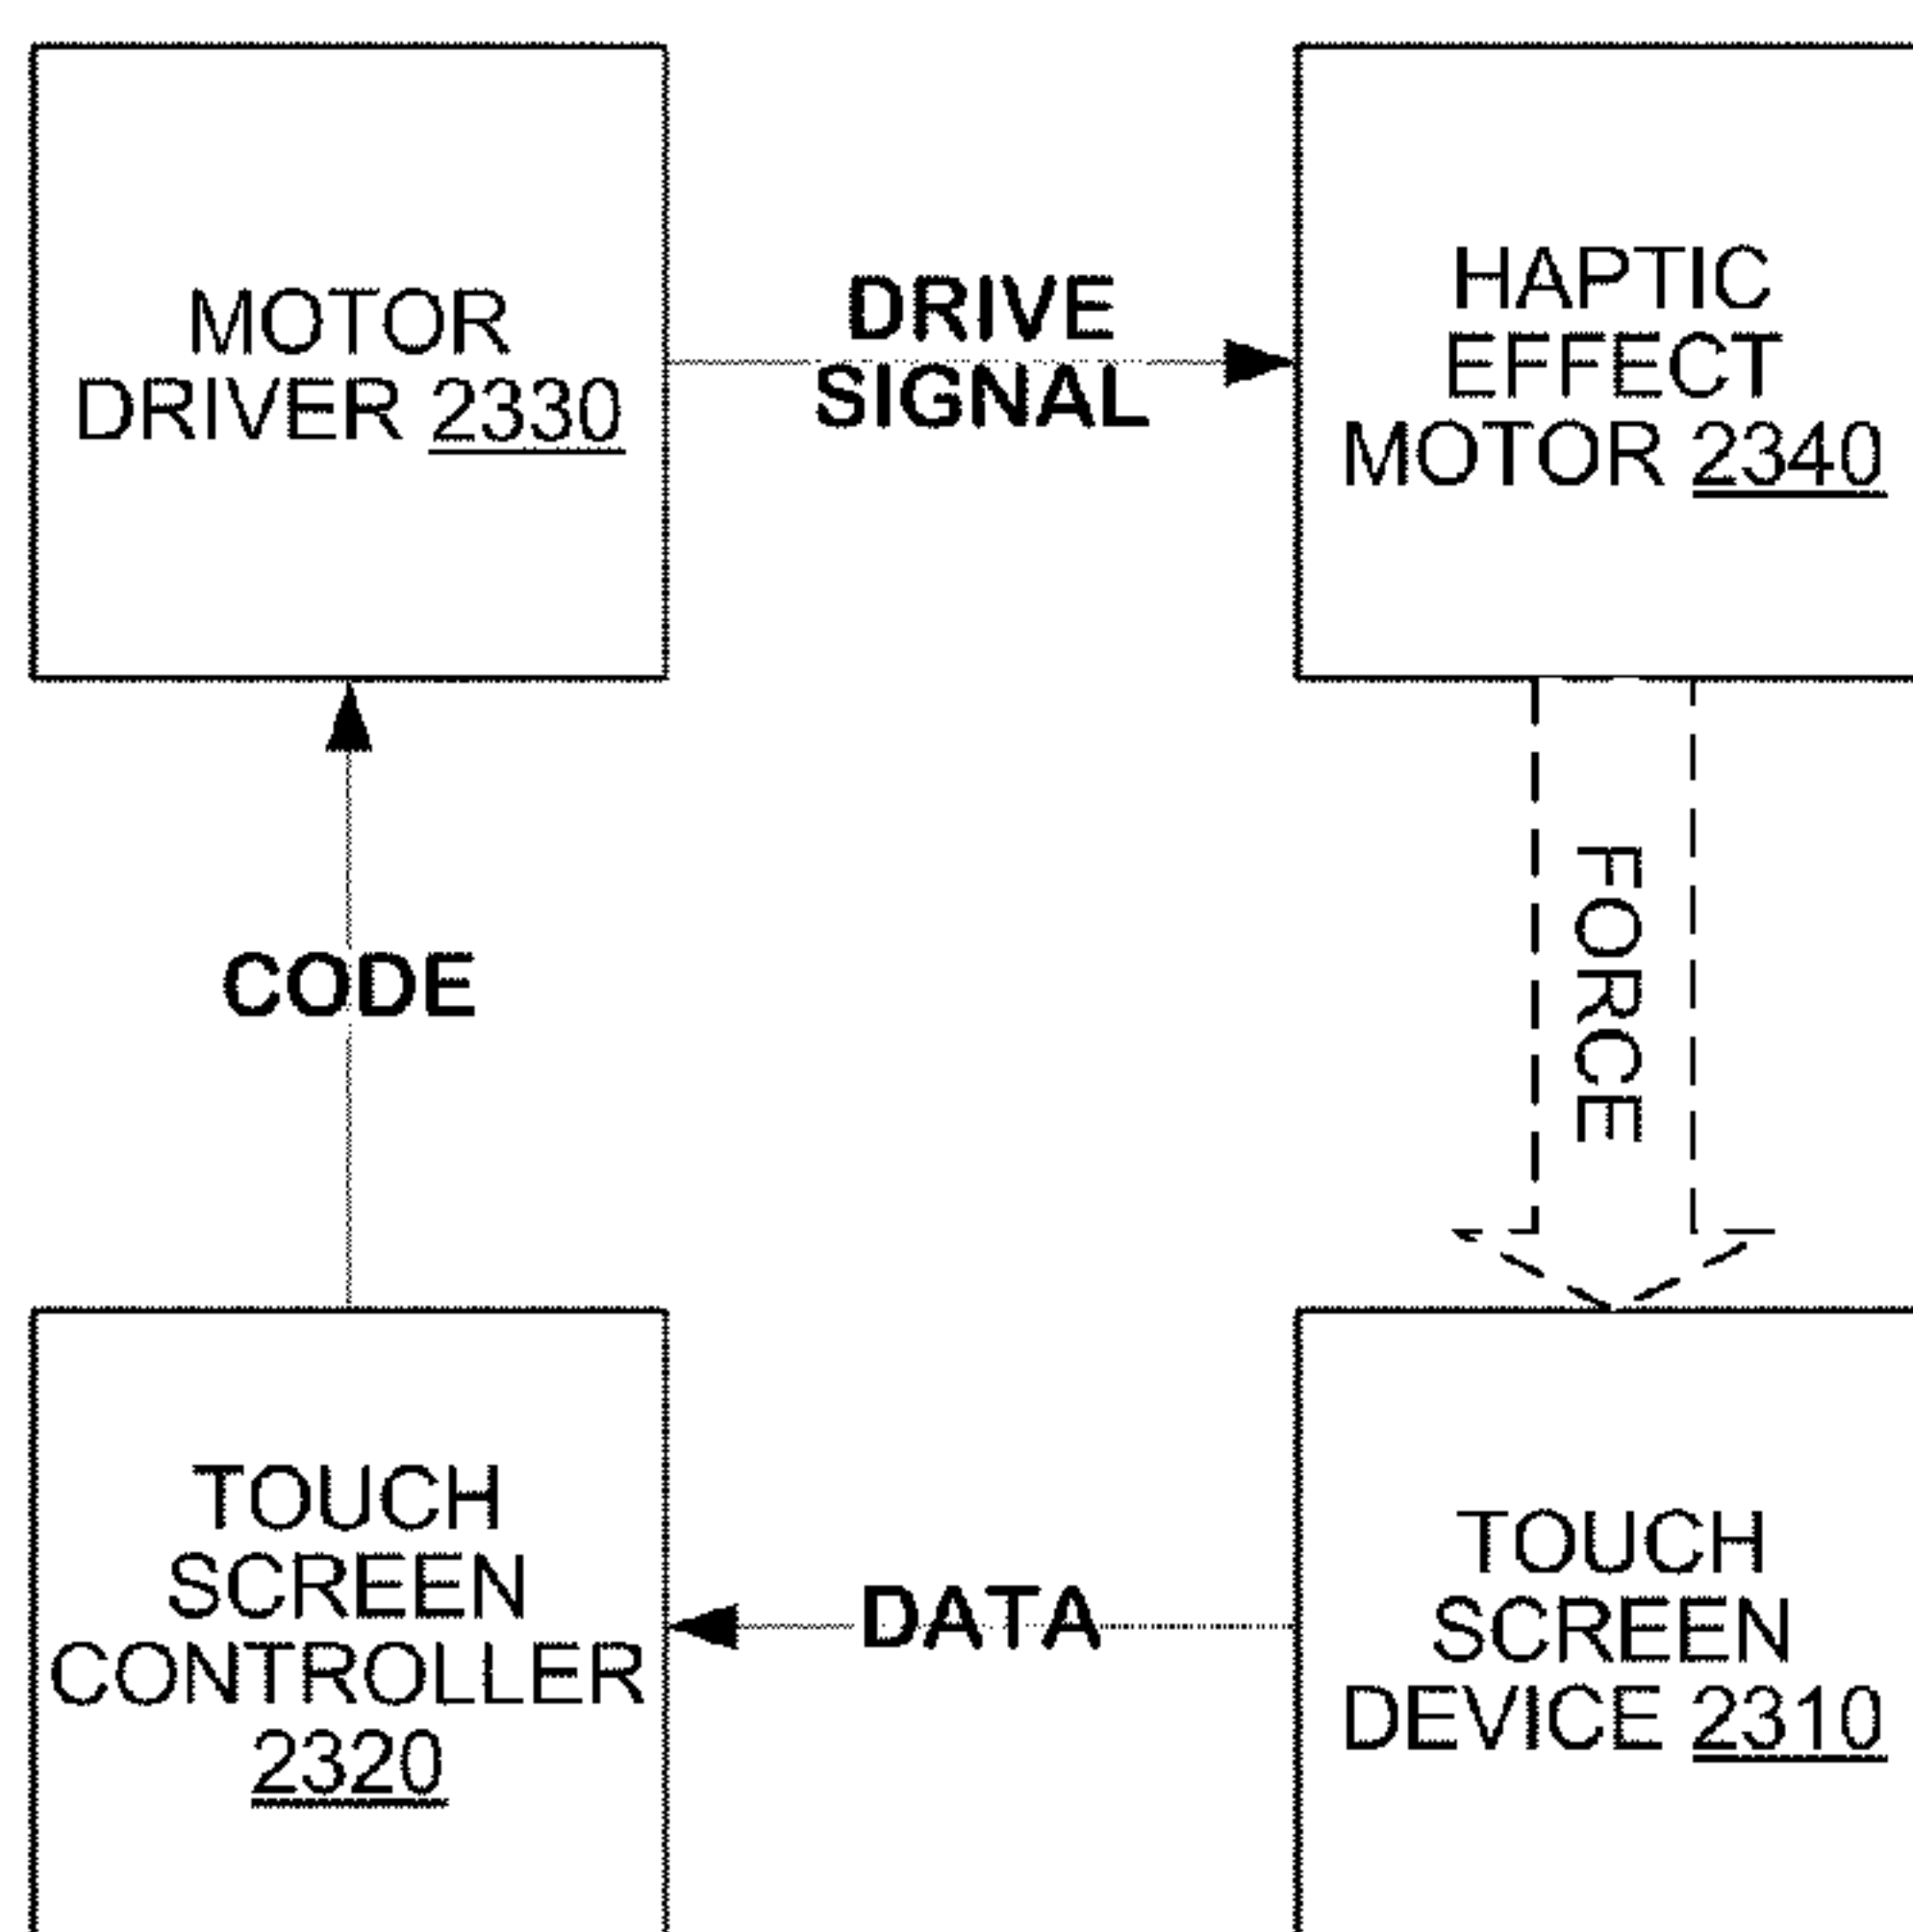 MOTOR
DRIVER 2330
DRIVE
SIGNAL
HAPTIC
EFFECT
MOTOR 2340
CODE
FORCE
TOUCH
SCREEN
CONTROLLER
2320
DATA
TOUCH
SCREEN
DEVICE 2310